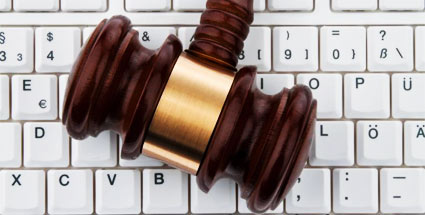 § $ ) = ?
3 4 9 ] 0 } ß \
E I O P Ü
€
D L Ö Ä
X C V B ; : _
, . -